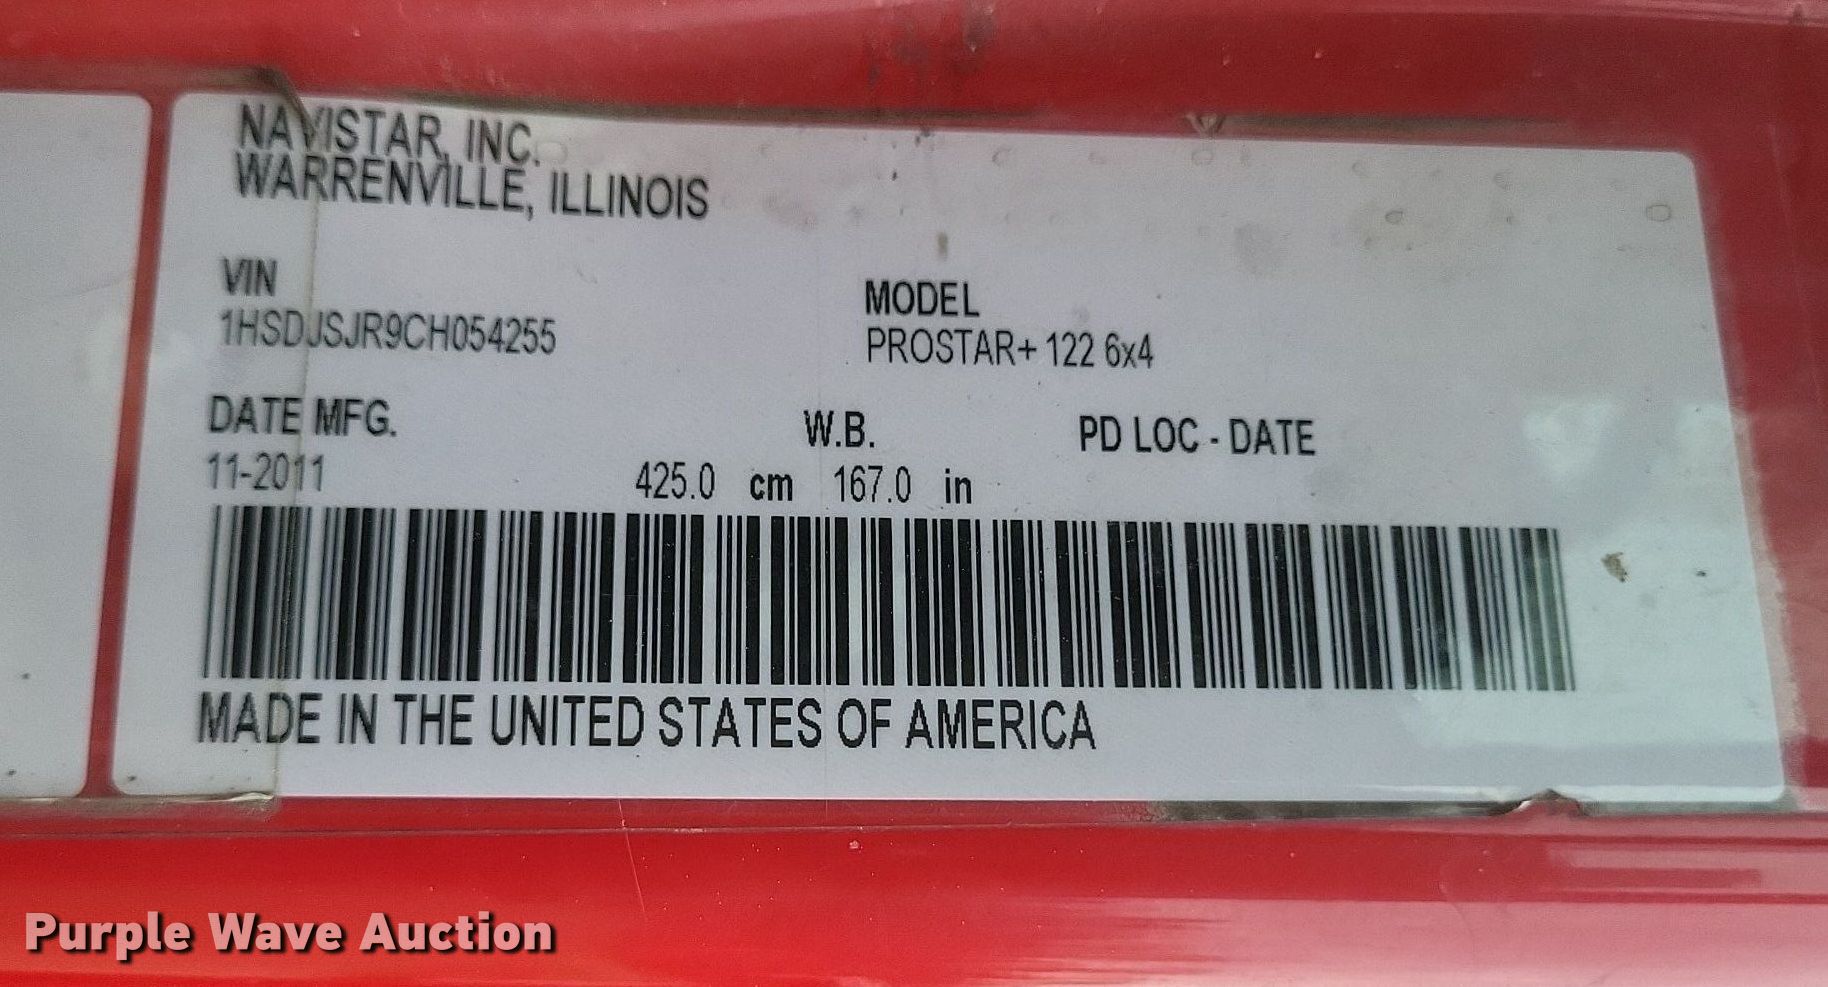 NAVISTAR, INC.
WARRENVILLE, ILLINOIS
VIN
1HSDJSJR9CH054255
MODEL
PROSTAR+ 122 6x4
DATE MFG.
11-2011
W.B.
425.0 cm 167.0 in
PD LOC - DATE
MADE IN THE UNITED STATES OF AMERICA
Purple Wave Auction